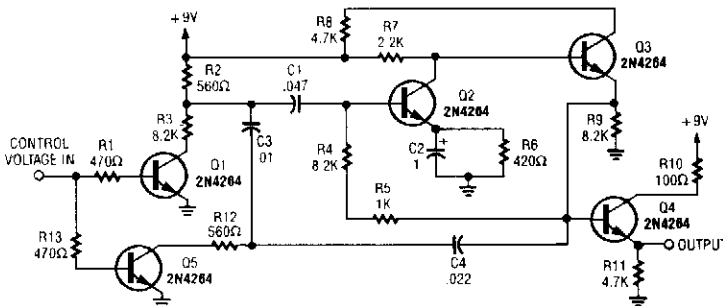 +9V
R8
4.7K
R7
2.2K
R2
560Ω
C1
.047
Q3
2N4264
Q2
2N4264
R3
8.2K
C3
.01
R4
8.2K
C2
1
+
R6
420Ω
R9
8.2K
+9V
CONTROL
VOLTAGE IN
R1
470Ω
Q1
2N4264
R5
1K
R10
100Ω
Q4
2N4264
R13
470Ω
R12
560Ω
Q5
2N4264
C4
.022
R11
4.7K
OUTPUT